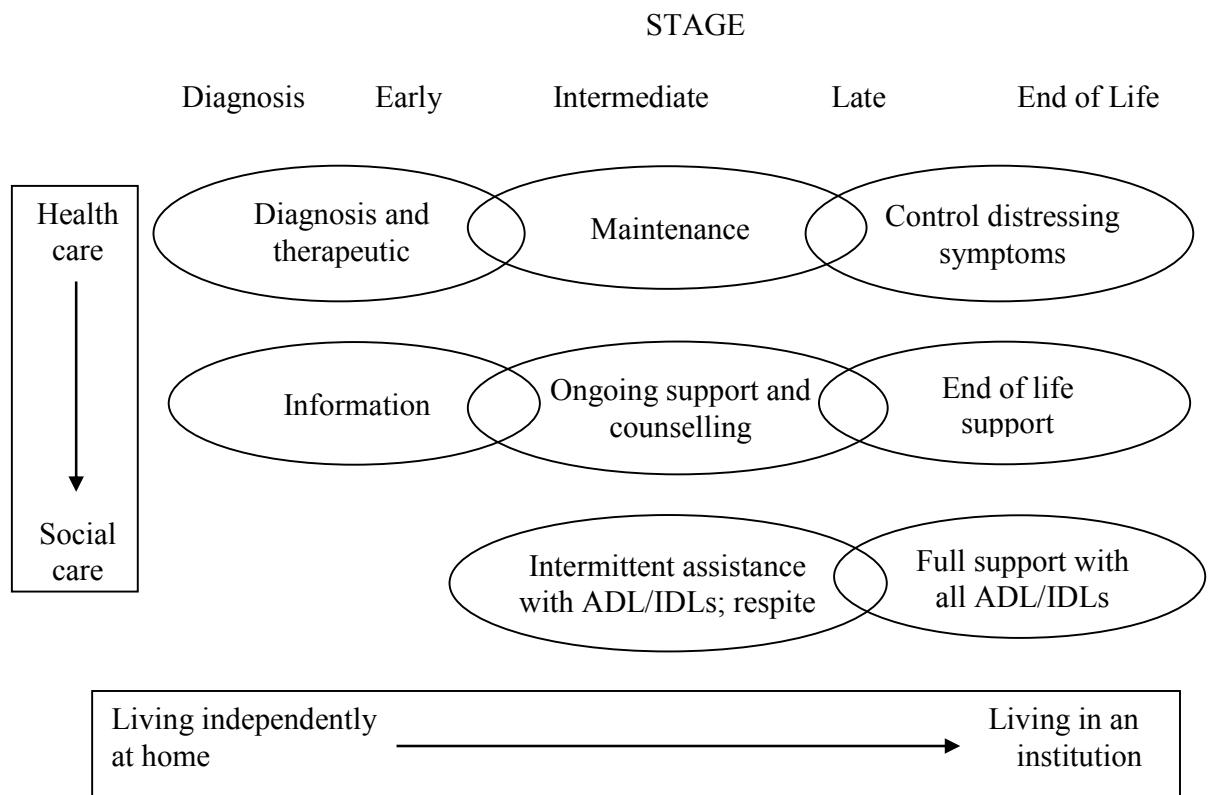 STAGE
Diagnosis Early Intermediate Late End of Life
Health
care
Diagnosis and
therapeutic
Maintenance
Control distressing
symptoms
Information
Ongoing support and
counselling
End of life
support
Social
care
Intermittent assistance
with ADL/IDLs; respite
Full support with
all ADL/IDLs
Living independently
at home
Living in an
institution